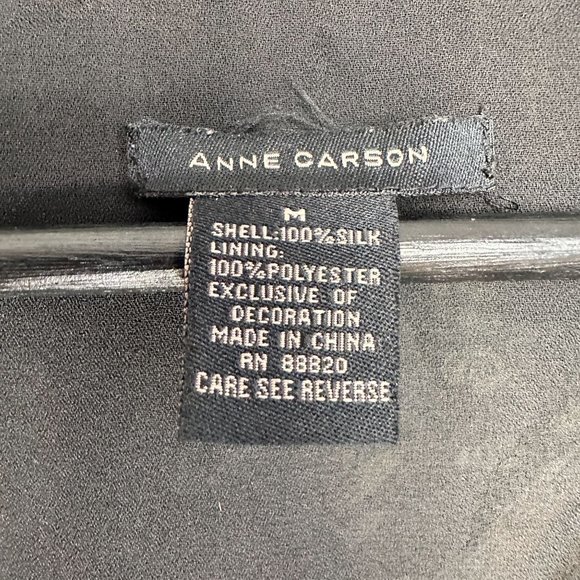 ANNE CARSON
M
SHELL:100%SILK
LINING:
100%POLYESTER
EXCLUSIVE OF
DECORATION
MADE IN CHINA
RN 88820
CARE SEE REVERSE